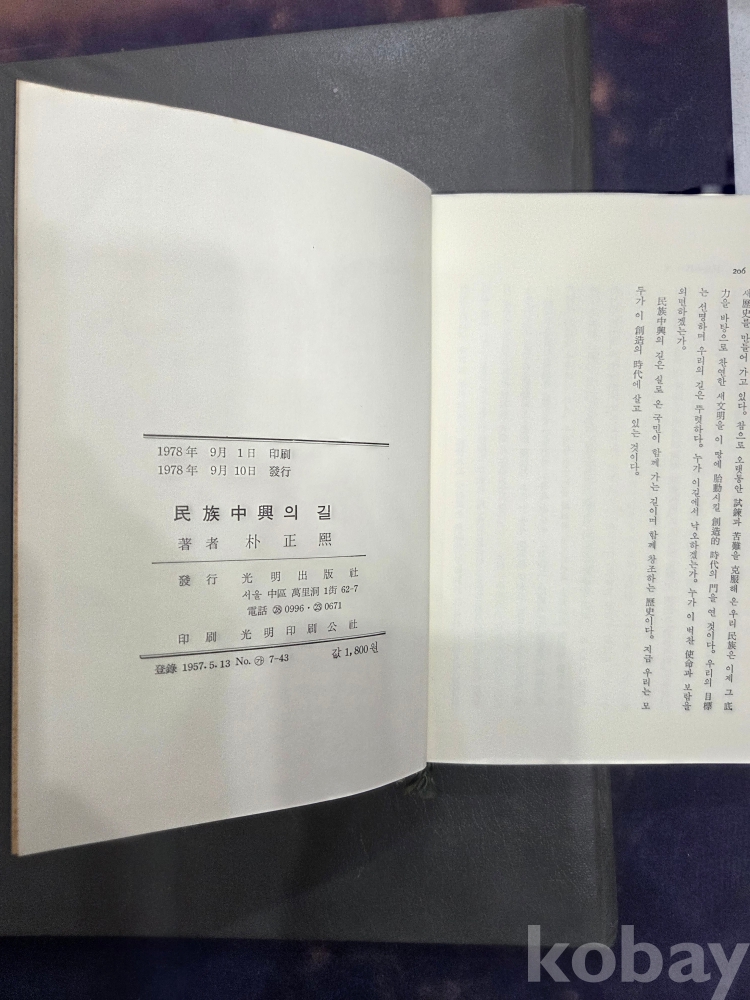 1978年 9月 1日 印刷
1978年 9月 10日 發行
民族中興의 길
著者 朴正熙
發行 光明出版社
서울 中區 萬里洞 1街 62-7
電話 ㉘ 0996 · ㉓ 0671
印刷 光明印刷公社
登錄 1957. 5. 13 No. ㉮ 7-43 값 1,800원
206
새 歷史를 만들어 가고 있다. 참으로 오랫동안 試鍊과 苦難을 克服해 온 우리 民族은 이제 그 底
力을 바탕으로 찬연한 새 文明을 이 땅에 胎動시킬 創造的 時代의 門을 연 것이다. 우리의 目標
는 선명하며 우리의 길은 뚜렷하다. 누가 이 길에서 낙오하겠는가. 누가 이 벅찬 使命과 보람을
외면하겠는가.
民族中興의 길은 실로 온 국민이 함께 가는 길이며 함께 창조하는 歷史이다. 지금 우리는 모
두가 이 創造의 時代에 살고 있는 것이다.
kobay